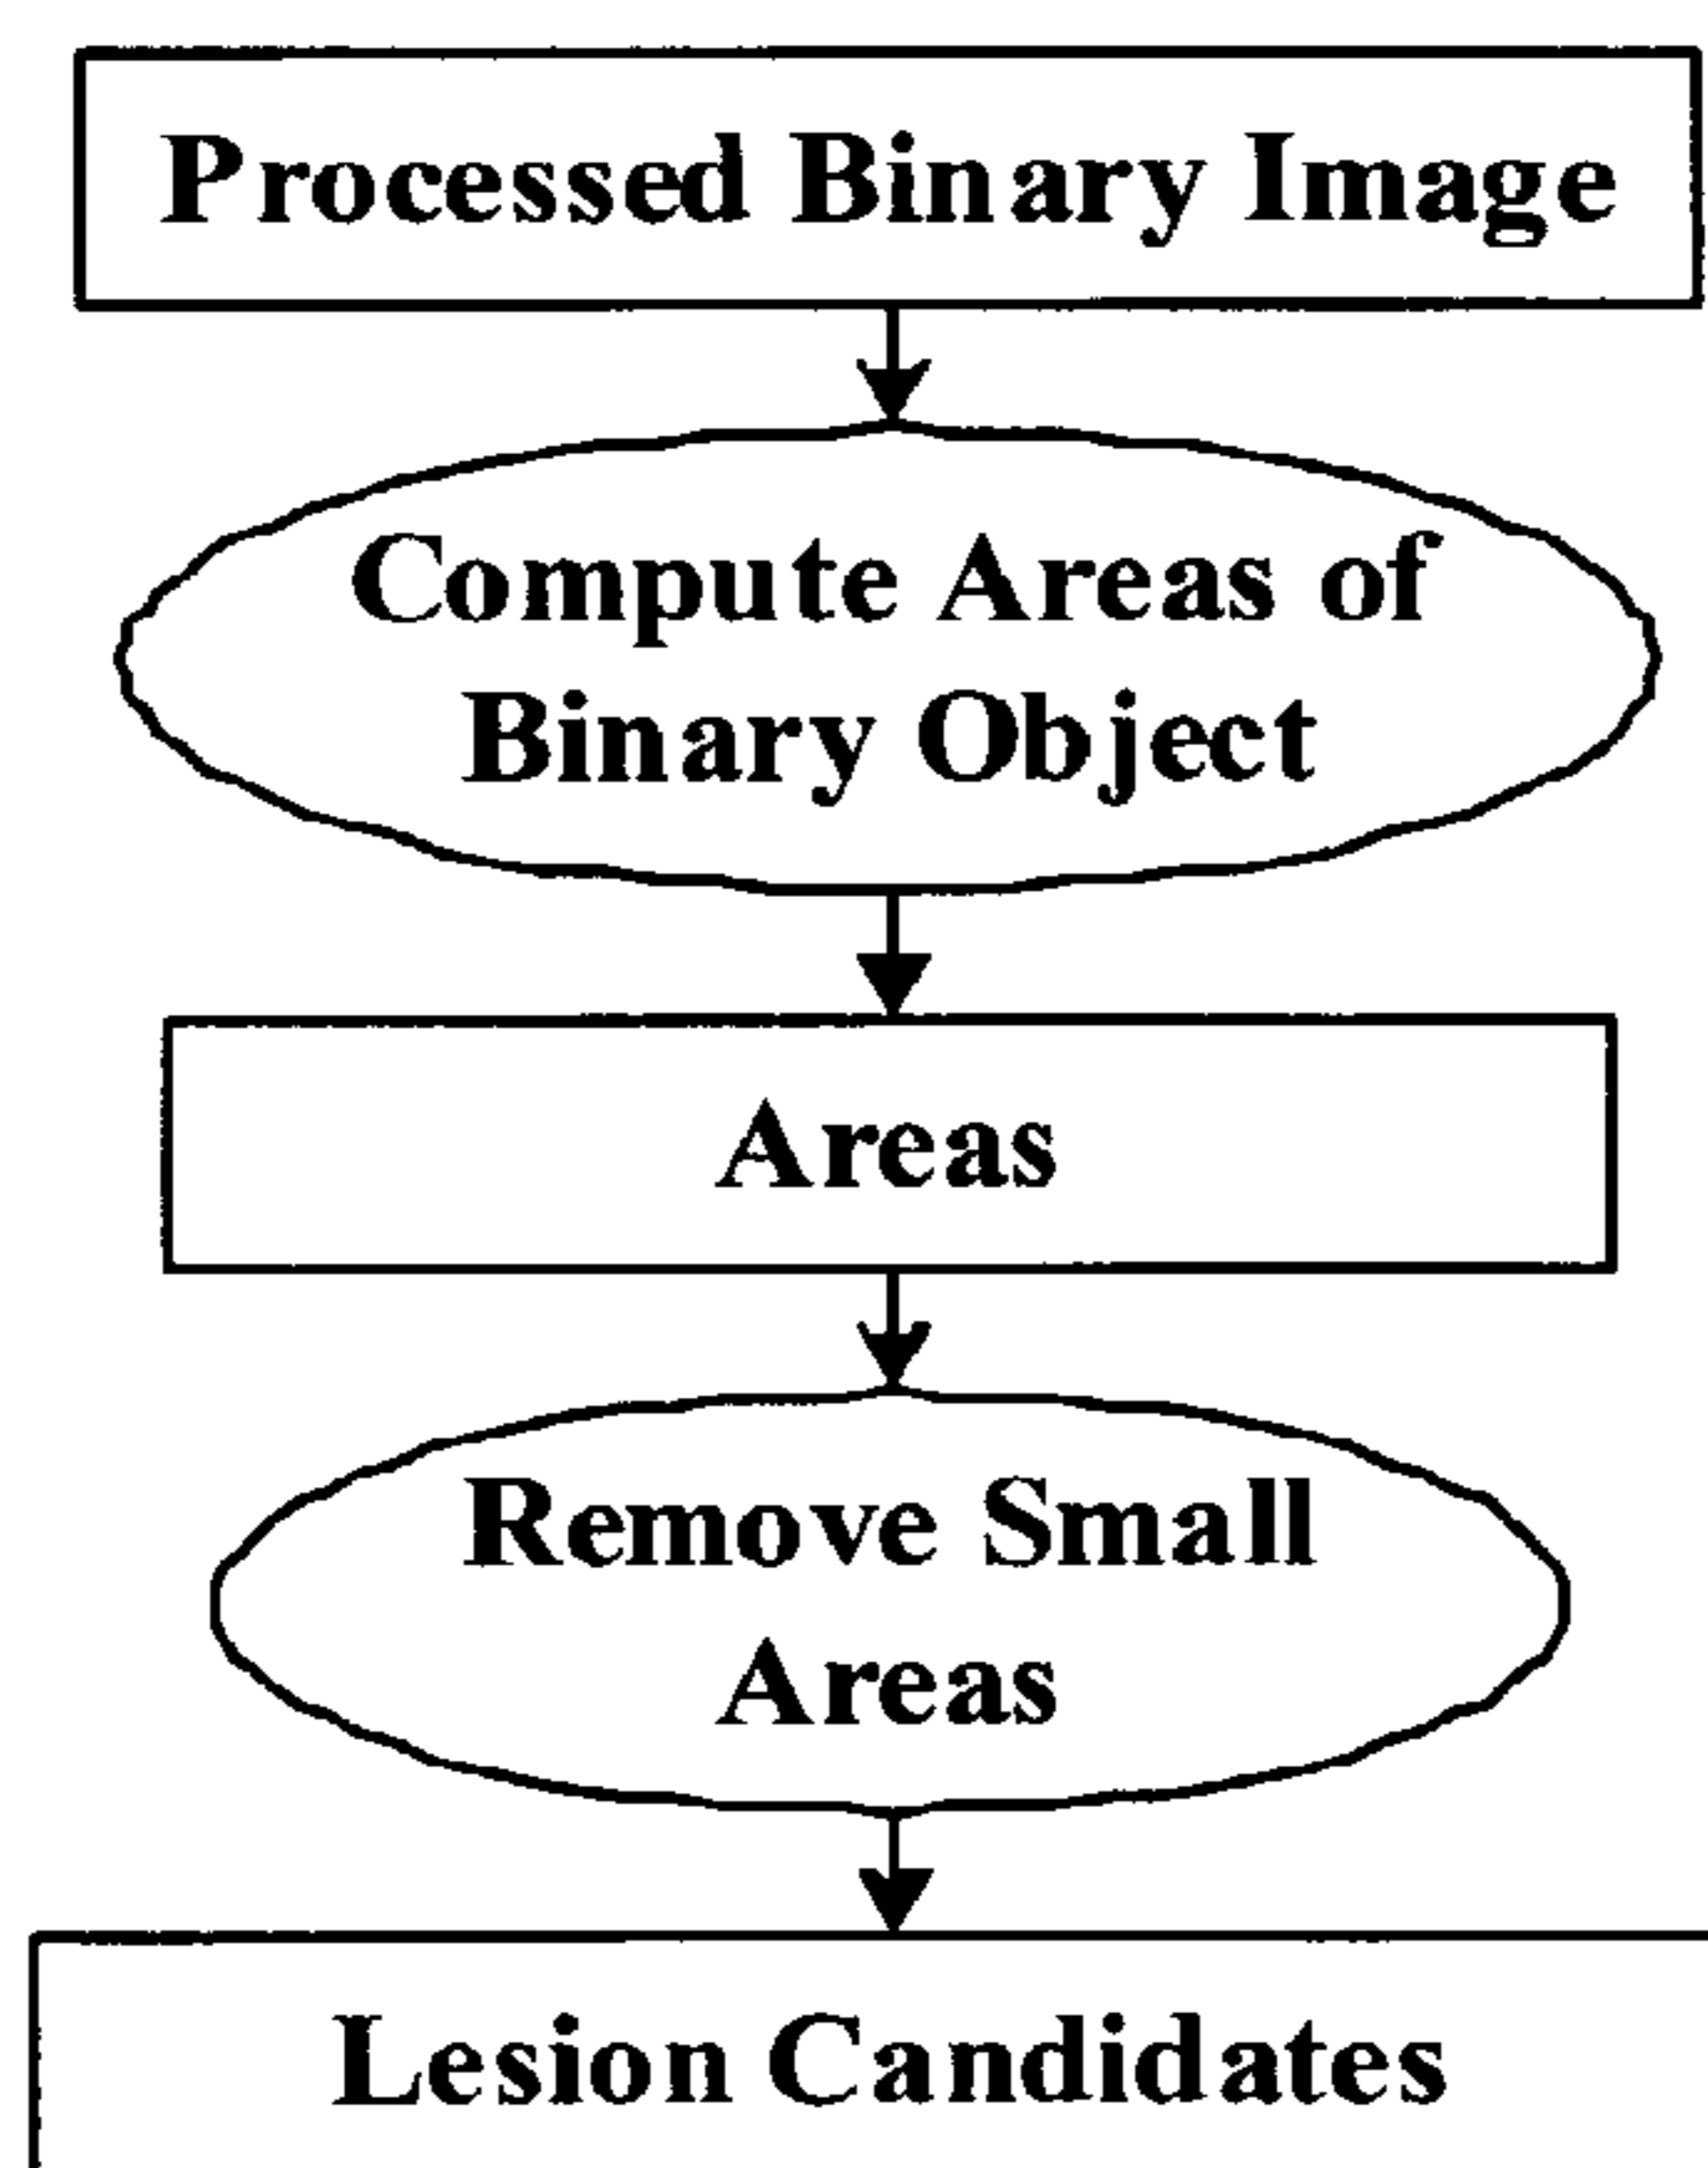 Processed Binary Image
Compute Areas of
Binary Object
Areas
Remove Small
Areas
Lesion Candidates